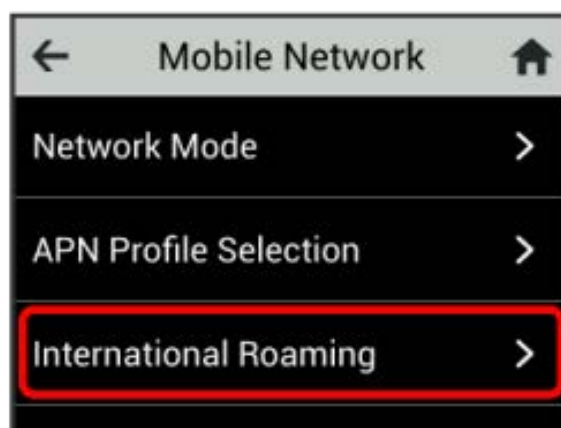 Mobile Network
Network Mode
APN Profile Selection
International Roaming